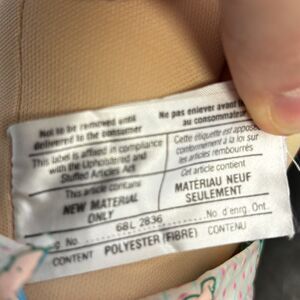 Not to be removed until
delivered to the consumer
This label is affixed in compliance
with the Upholstered and
Stuffed Articles Act
This article contains
NEW MATERIAL
ONLY
Ne pas enlever avant
au consommateur
Cette étiquette est apposée
conformément à la loi sur
les articles rembourrés
Cet article contient
MATERIAU NEUF
SEULEMENT
g. No. 68L 2836 No d'enrg. Ont.
CONTENT POLYESTER (FIBRE) CONTENU